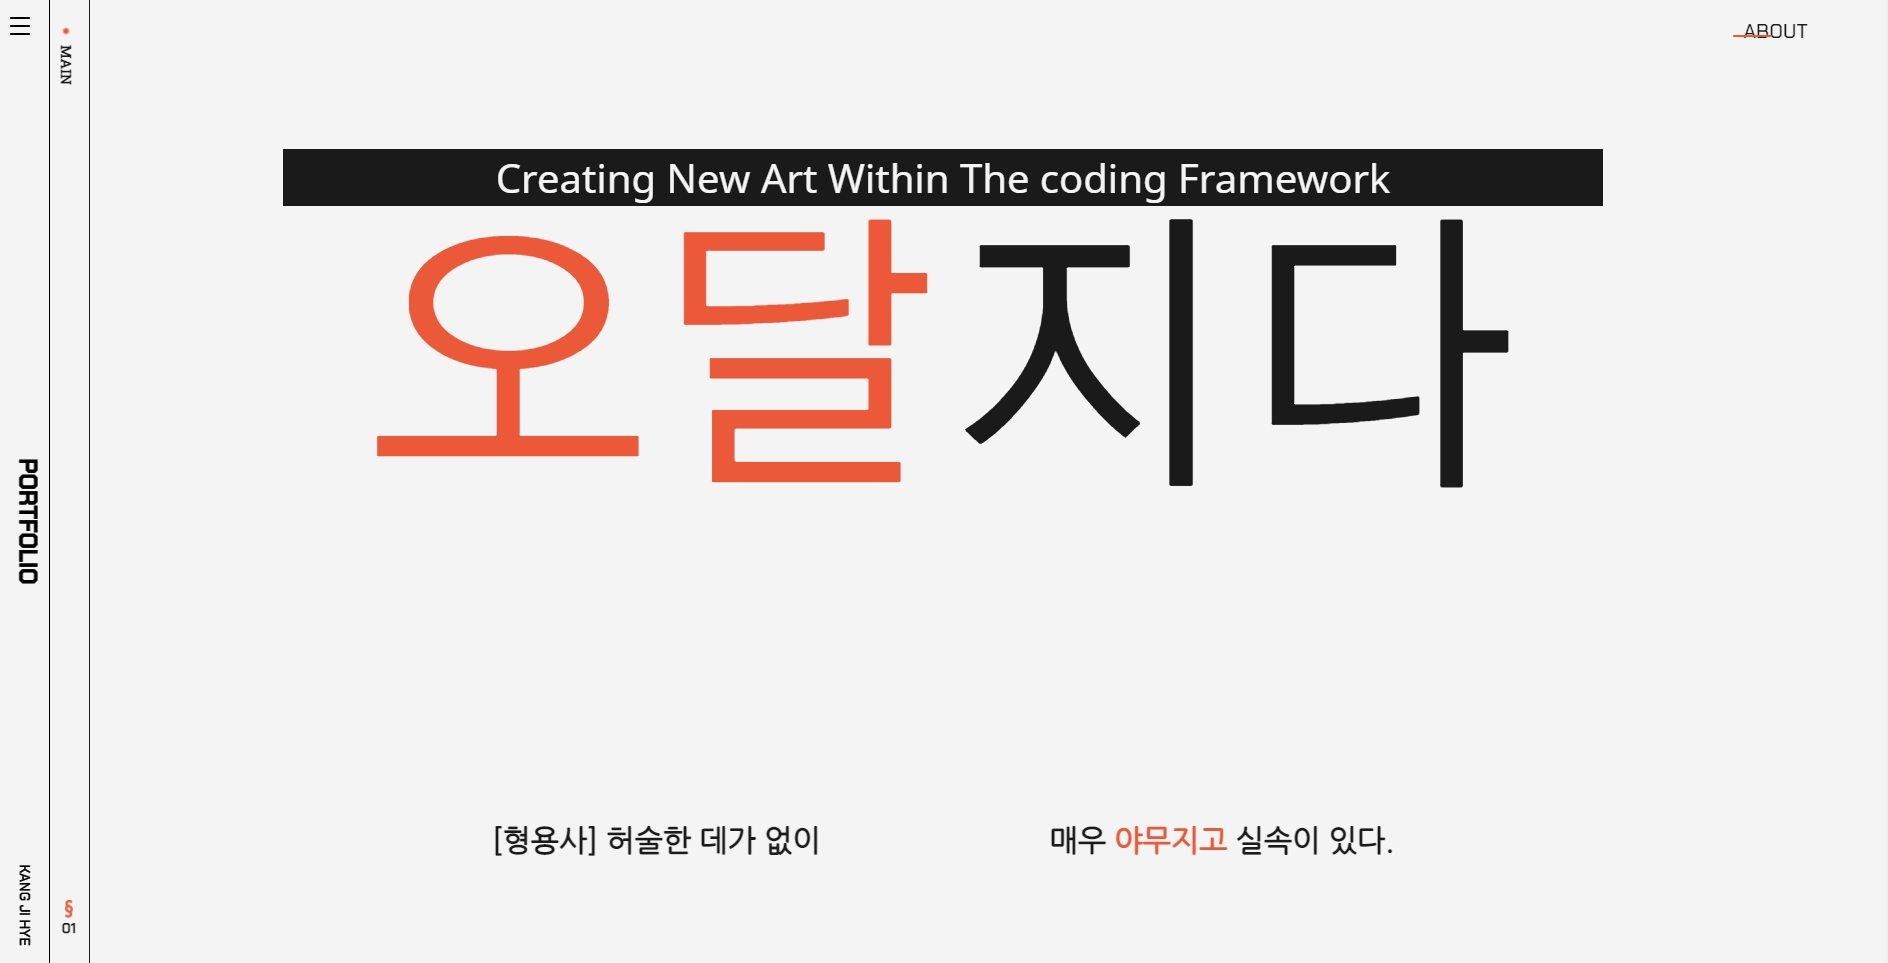 MAIN
ABOUT
Creating New Art Within The coding Framework
오달지다
PORTFOLIO
[형용사] 허술한 데가 없이
매우 야무지고 실속이 있다.
KANG JI HYE
§
01